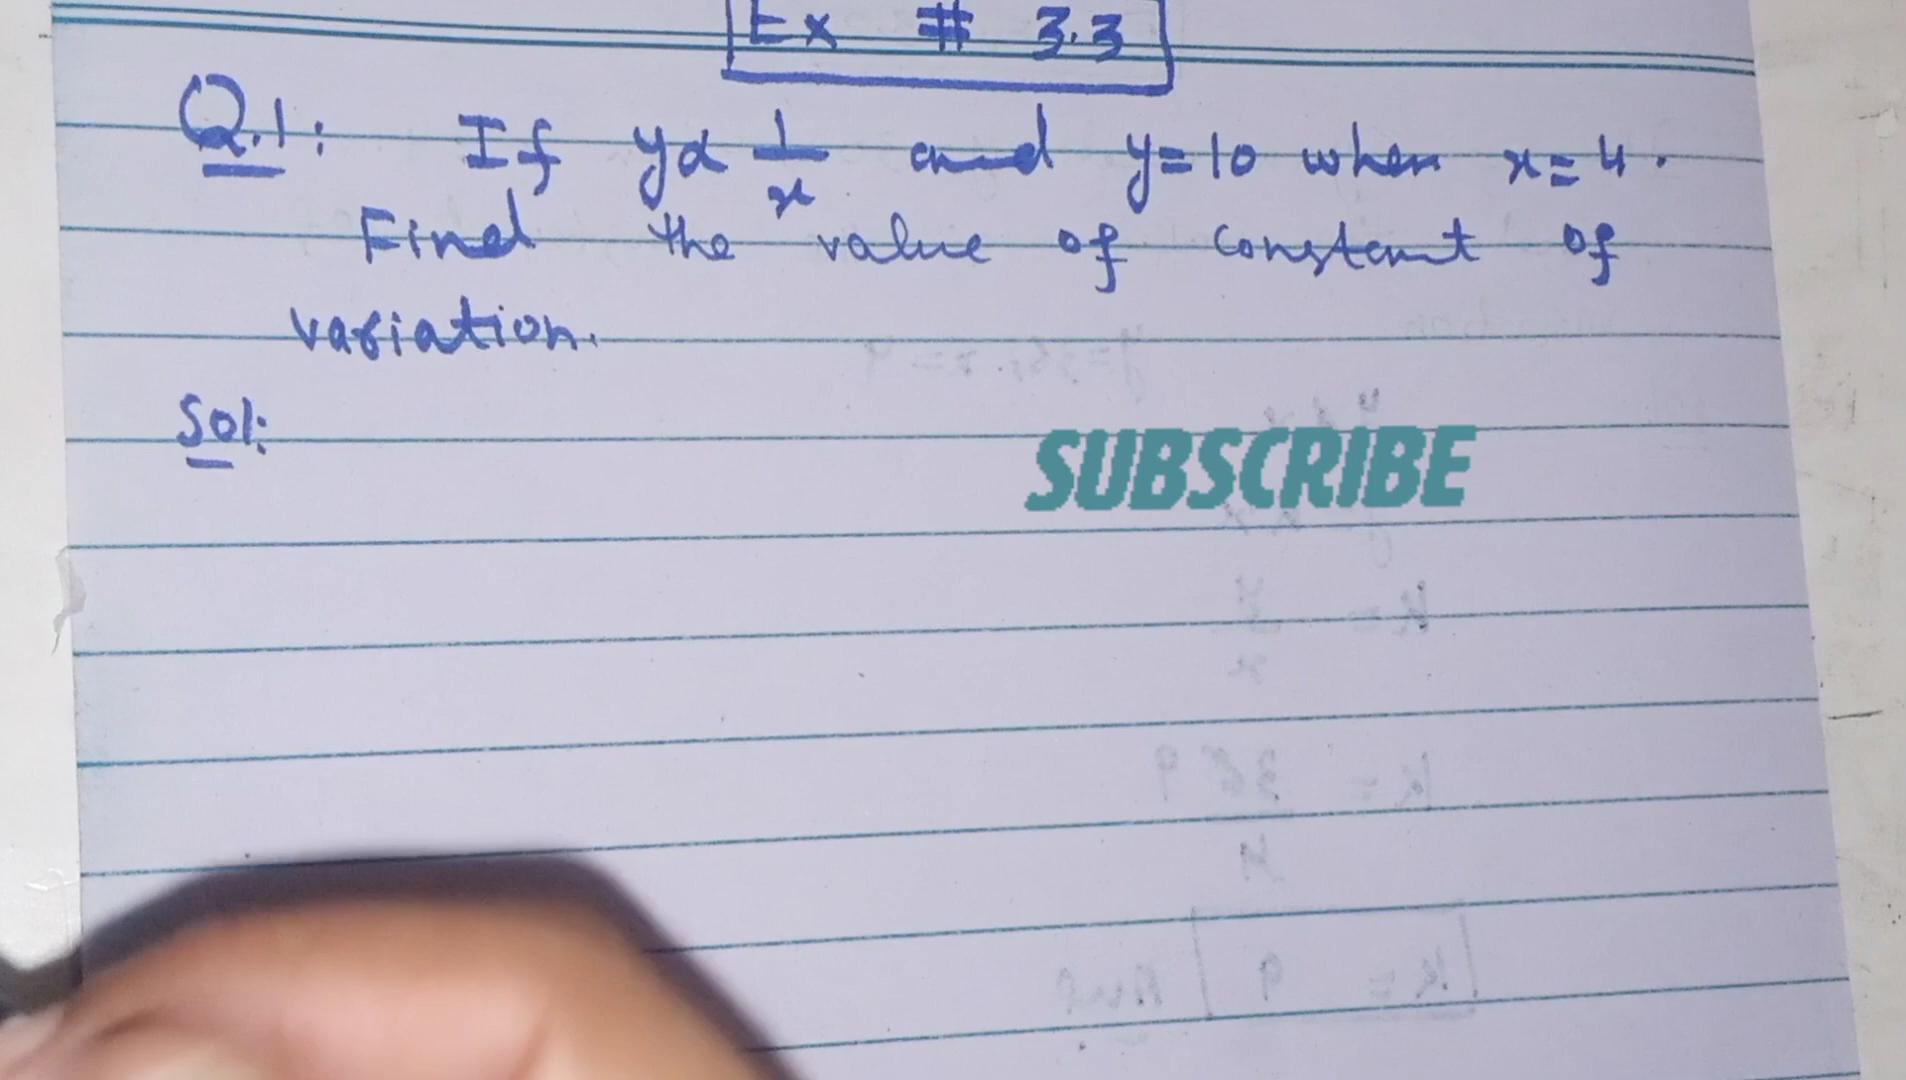 Ex # 3.3
Q.1: If y∝ 1/x and y=10 when x=4.
Find the value of constant of
variation.
Sol:
SUBSCRIBE